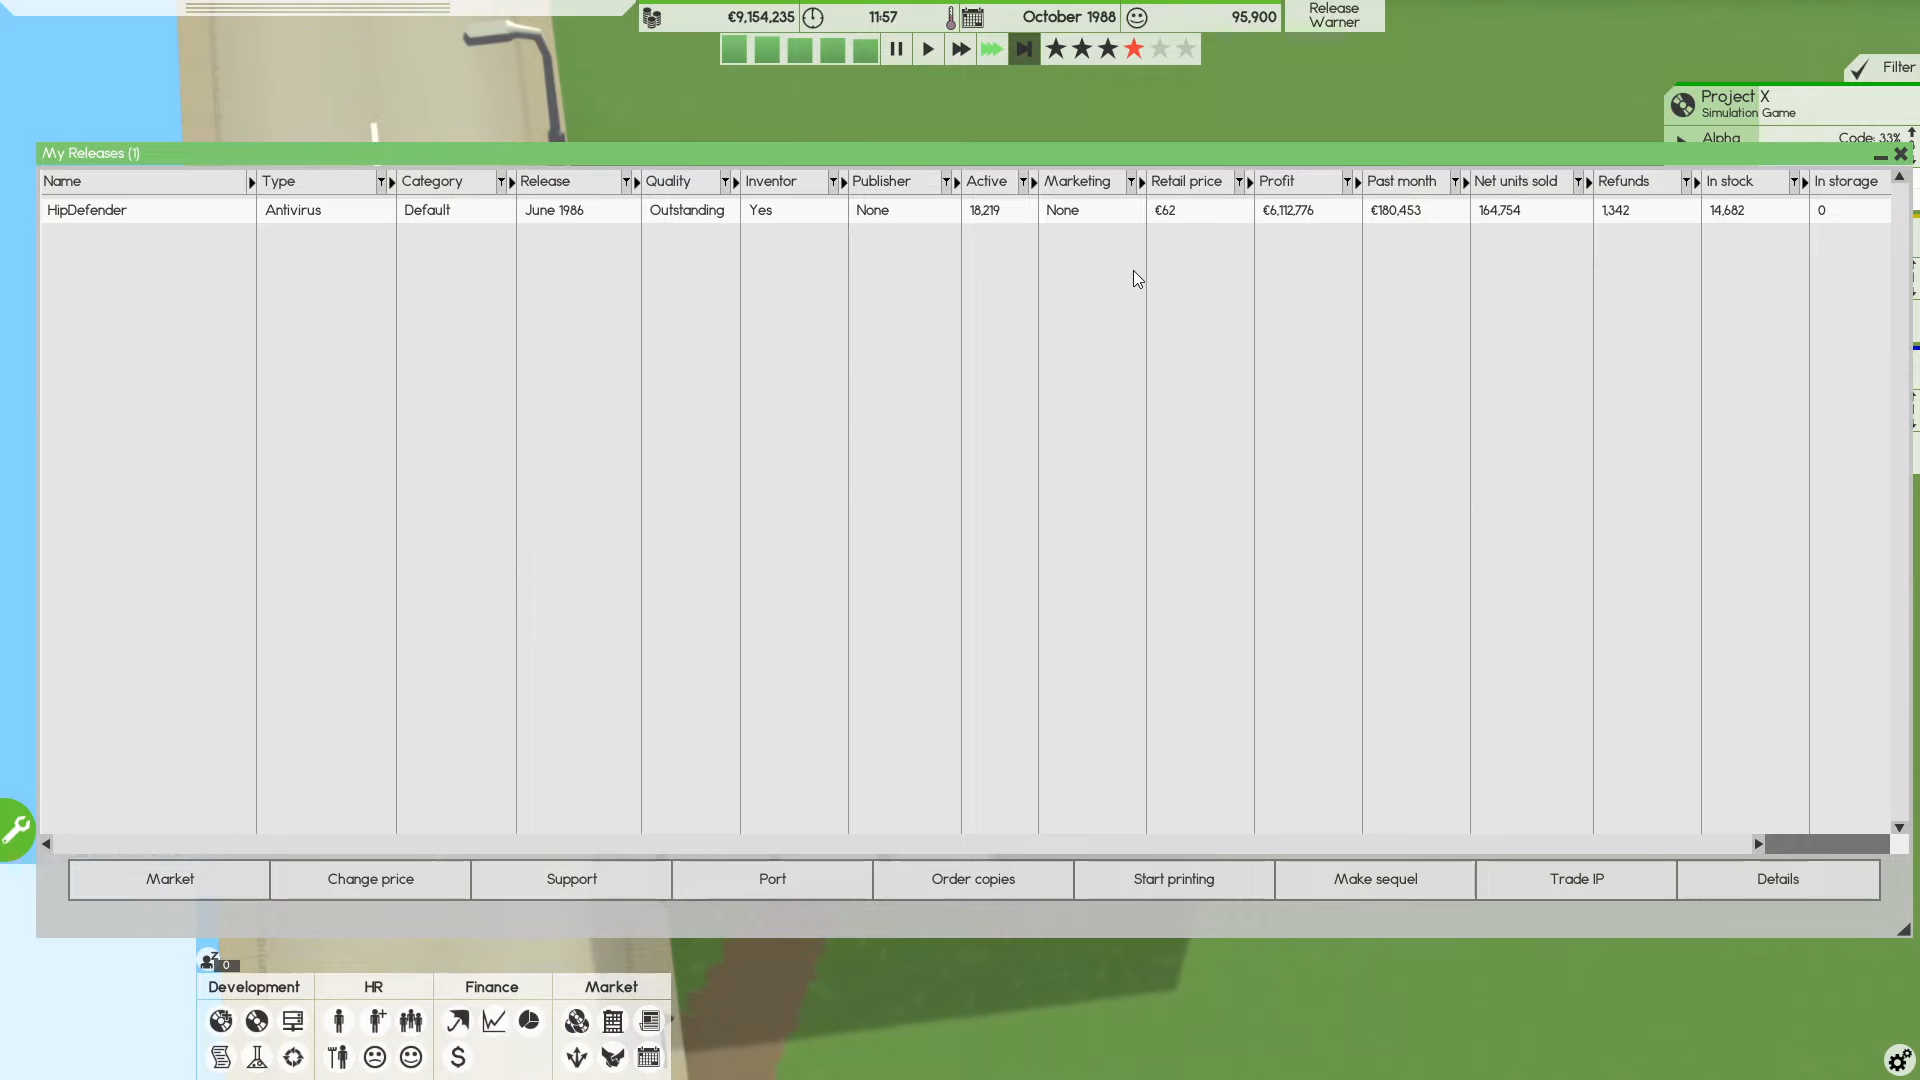 €9,154,235 11:57 October 1988 95,900 Release Warner
Filter
Project X
Simulation Game
Alpha Code: 33%
My Releases (1)
Name Type Category Release Quality Inventor Publisher Active Marketing Retail price Profit Past month Net units sold Refunds In stock In storage
HipDefender Antivirus Default June 1986 Outstanding Yes None 18,219 None €62 €6,112,776 €180,453 164,754 1,342 14,682 0
Market Change price Support Port Order copies Start printing Make sequel Trade IP Details
0
Development HR Finance Market